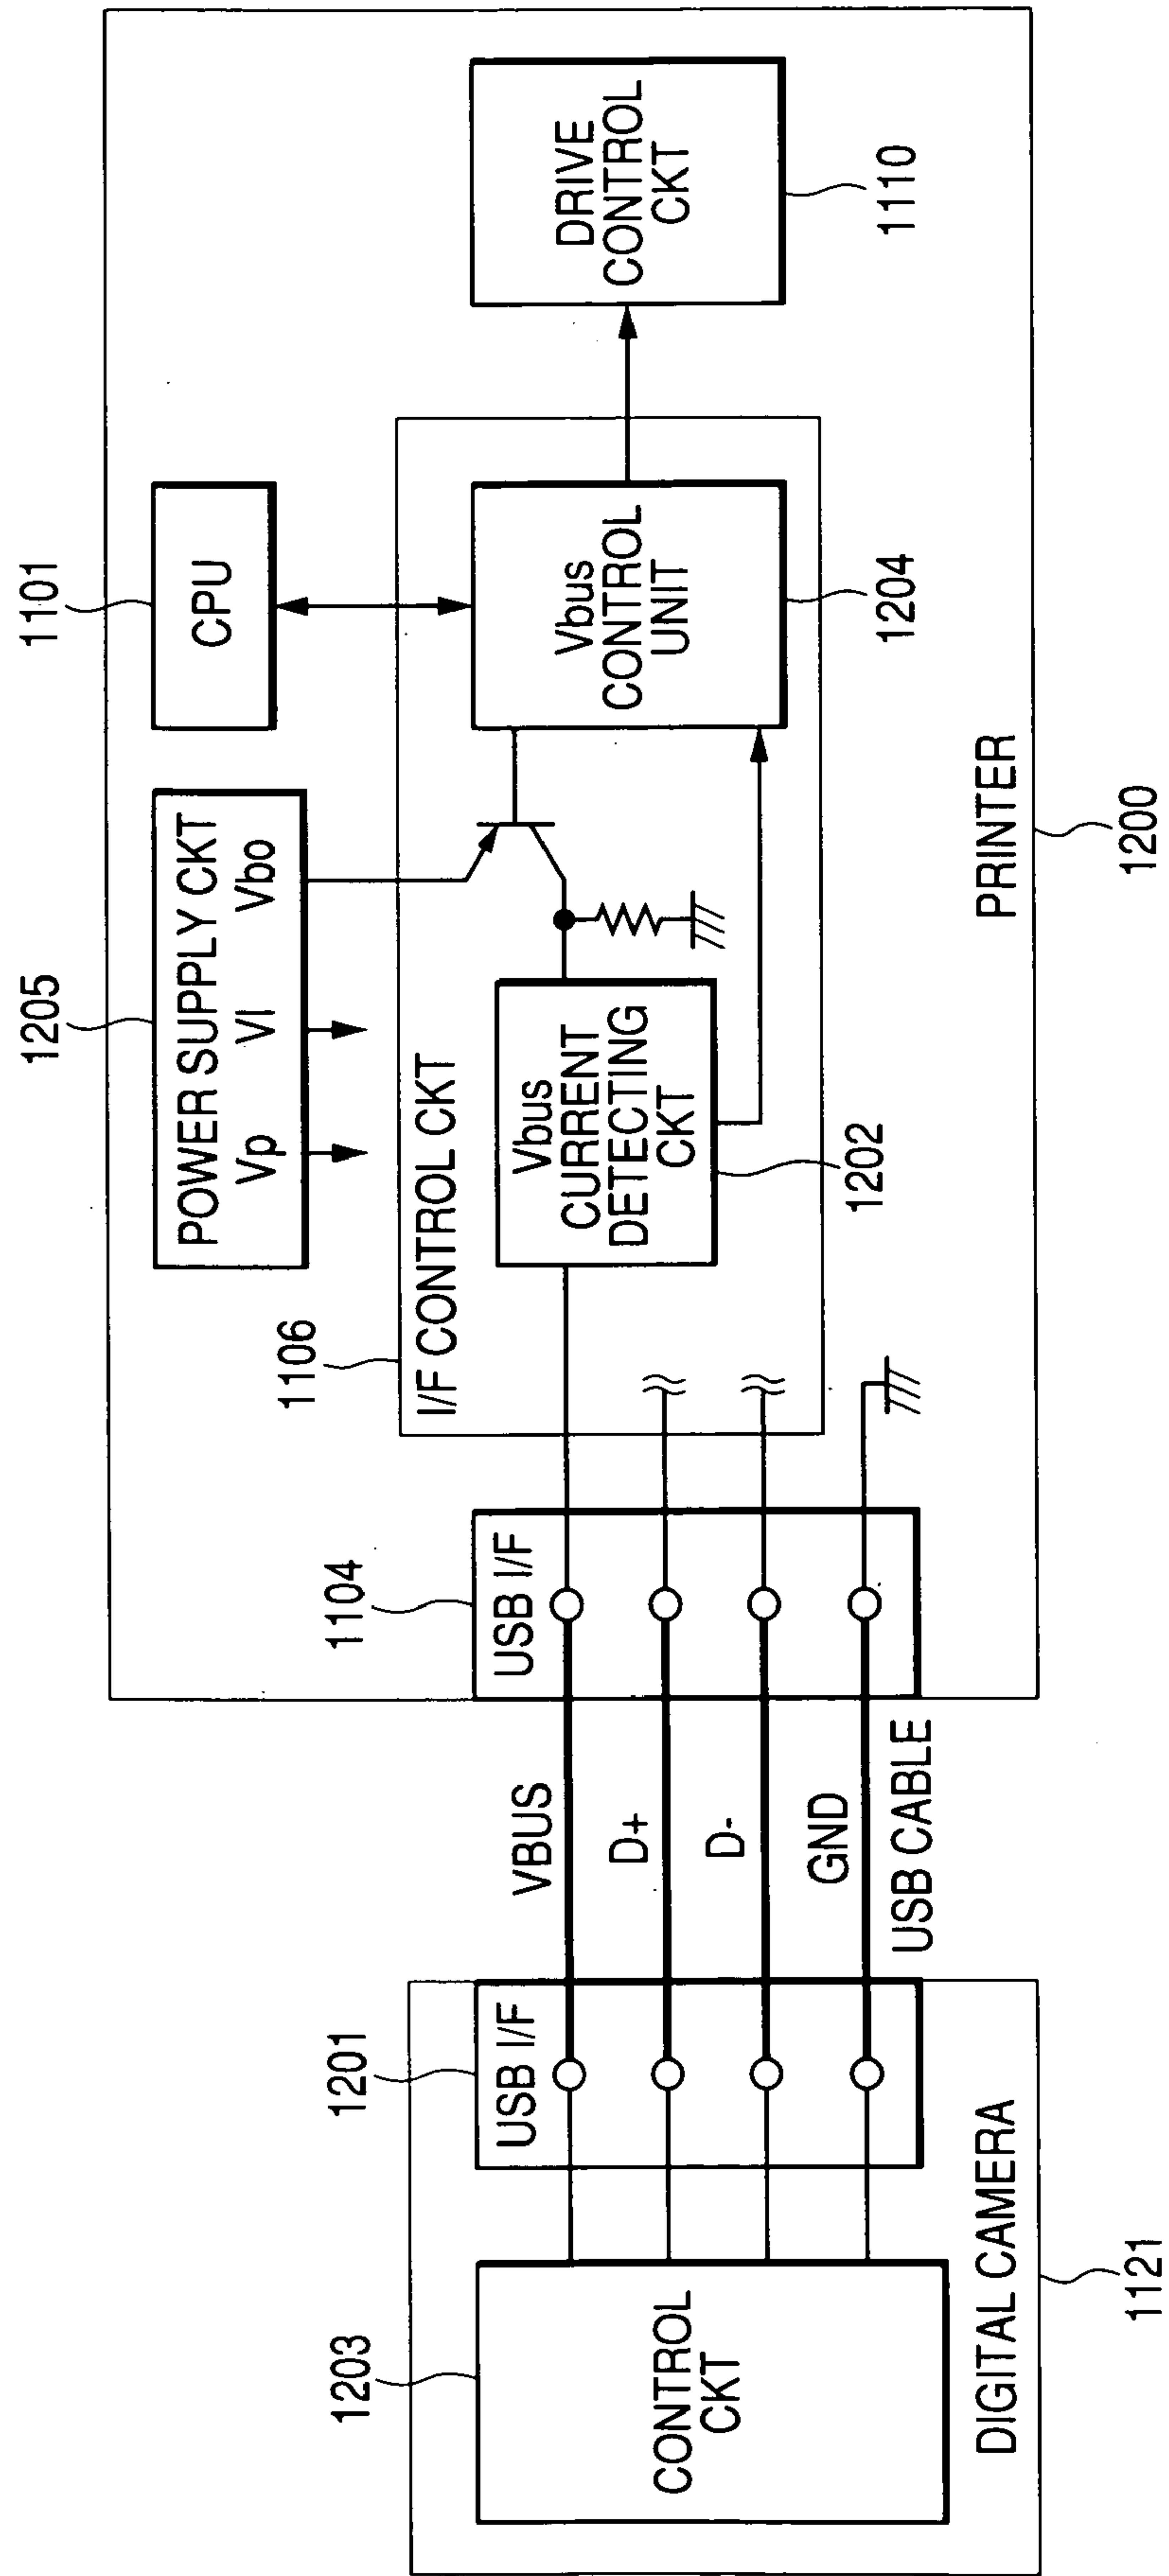 1101
1205
CPU
POWER SUPPLY CKT
Vp
Vl
Vbo
1106
I/F CONTROL CKT
Vbus
CURRENT
DETECTING
CKT
1202
Vbus
CONTROL
UNIT
1204
DRIVE
CONTROL
CKT
1110
PRINTER
1200
1104
USB I/F
VBUS
D+
D-
GND
USB CABLE
1201
USB I/F
1203
CONTROL
CKT
DIGITAL CAMERA
1121